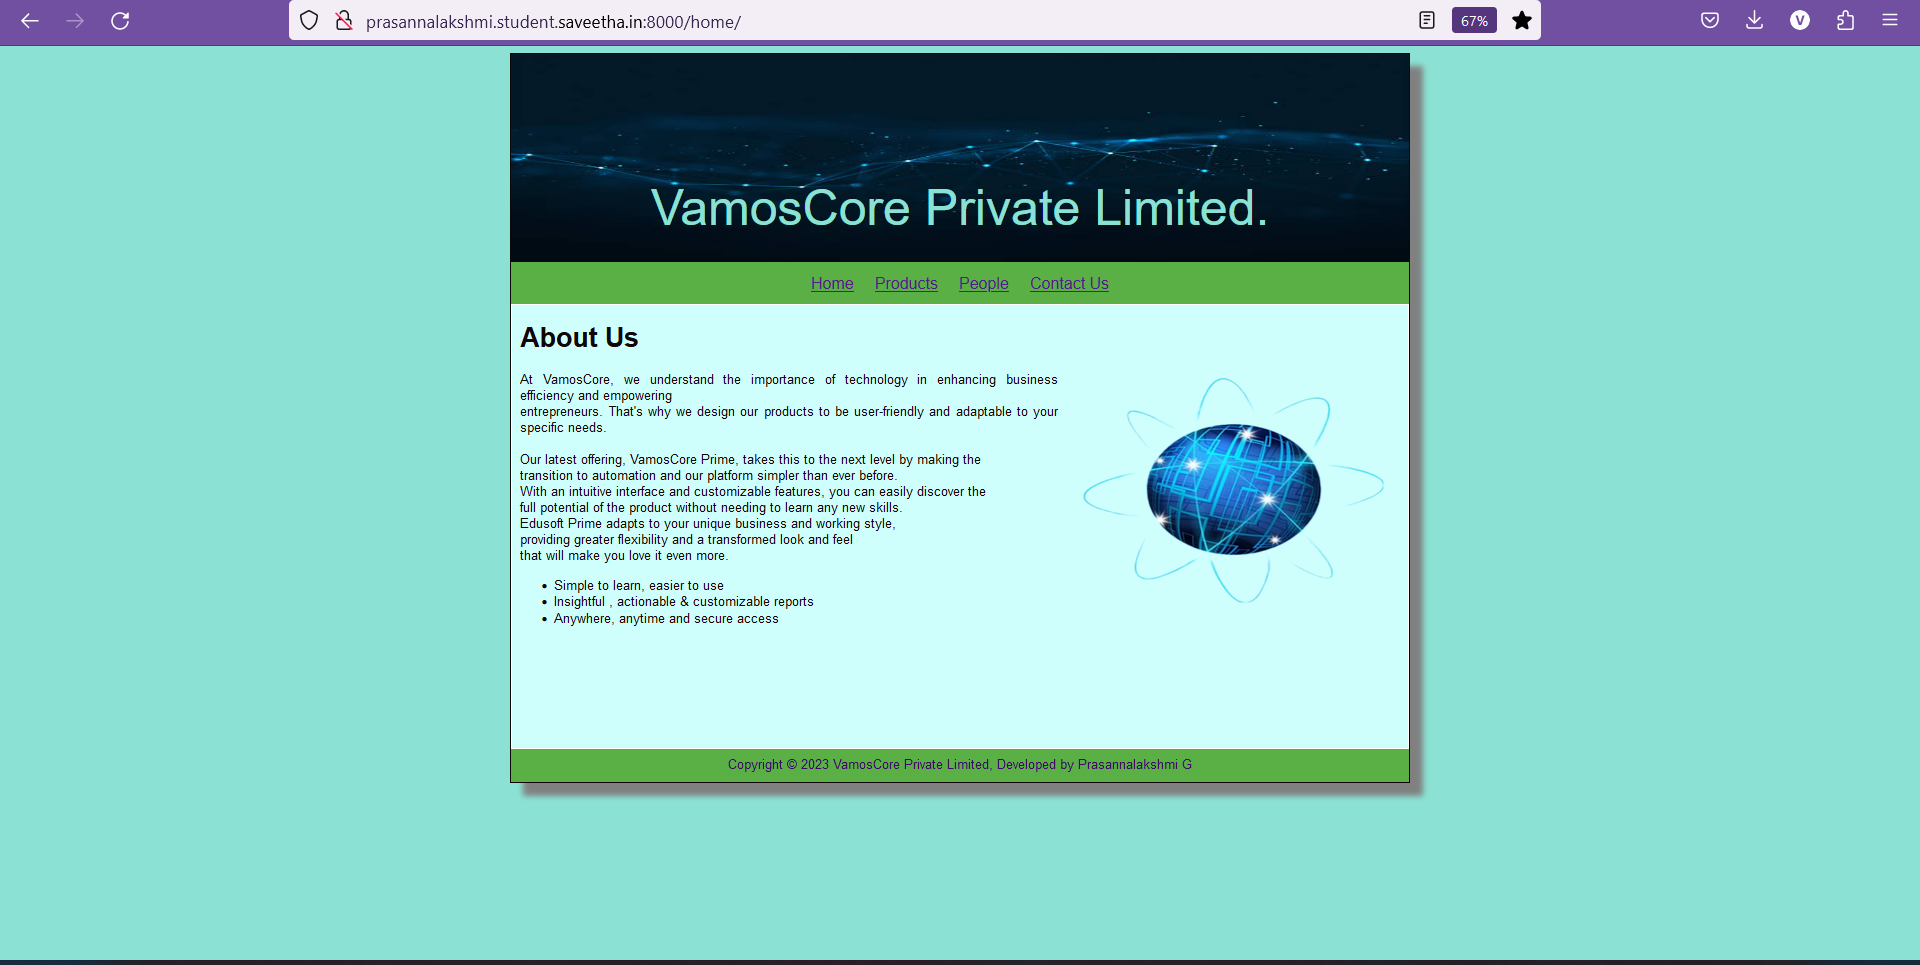 prasannalakshmi.student.saveetha.in:8000/home/
67%
V
VamosCore Private Limited.
Home Products People Contact Us
About Us
At VamosCore, we understand the importance of technology in enhancing business
efficiency and empowering
entrepreneurs. That's why we design our products to be user-friendly and adaptable to your
specific needs.
Our latest offering, VamosCore Prime, takes this to the next level by making the
transition to automation and our platform simpler than ever before.
With an intuitive interface and customizable features, you can easily discover the
full potential of the product without needing to learn any new skills.
Edusoft Prime adapts to your unique business and working style,
providing greater flexibility and a transformed look and feel
that will make you love it even more.
• Simple to learn, easier to use
• Insightful , actionable & customizable reports
• Anywhere, anytime and secure access
Copyright © 2023 VamosCore Private Limited, Developed by Prasannalakshmi G